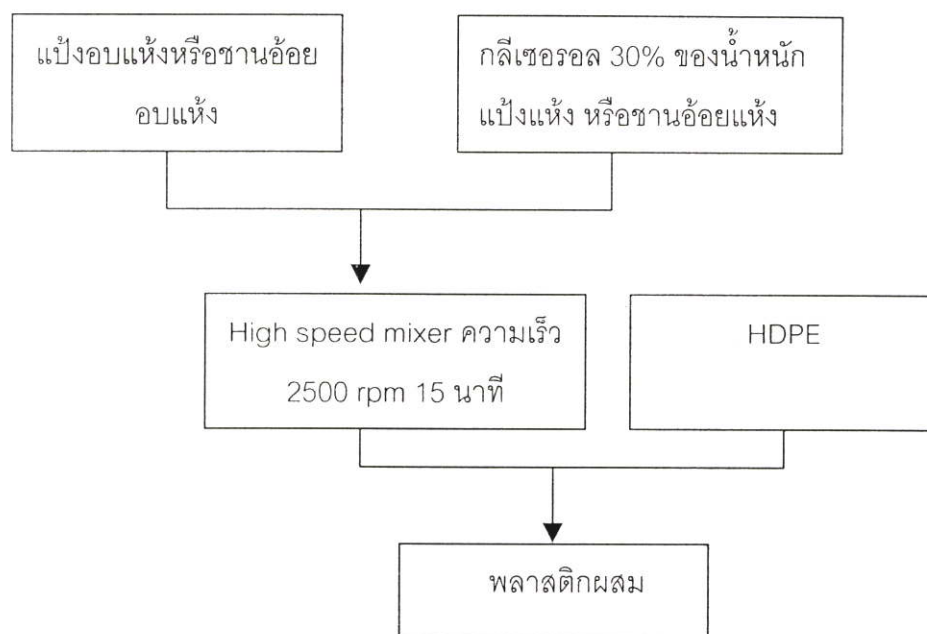 แป้งอบแห้งหรือชานอ้อย
อบแห้ง
กลีเซอรอล 30% ของน้ำหนัก
แป้งแห้ง หรือชานอ้อยแห้ง
High speed mixer ความเร็ว
2500 rpm 15 นาที
HDPE
พลาสติกผสม